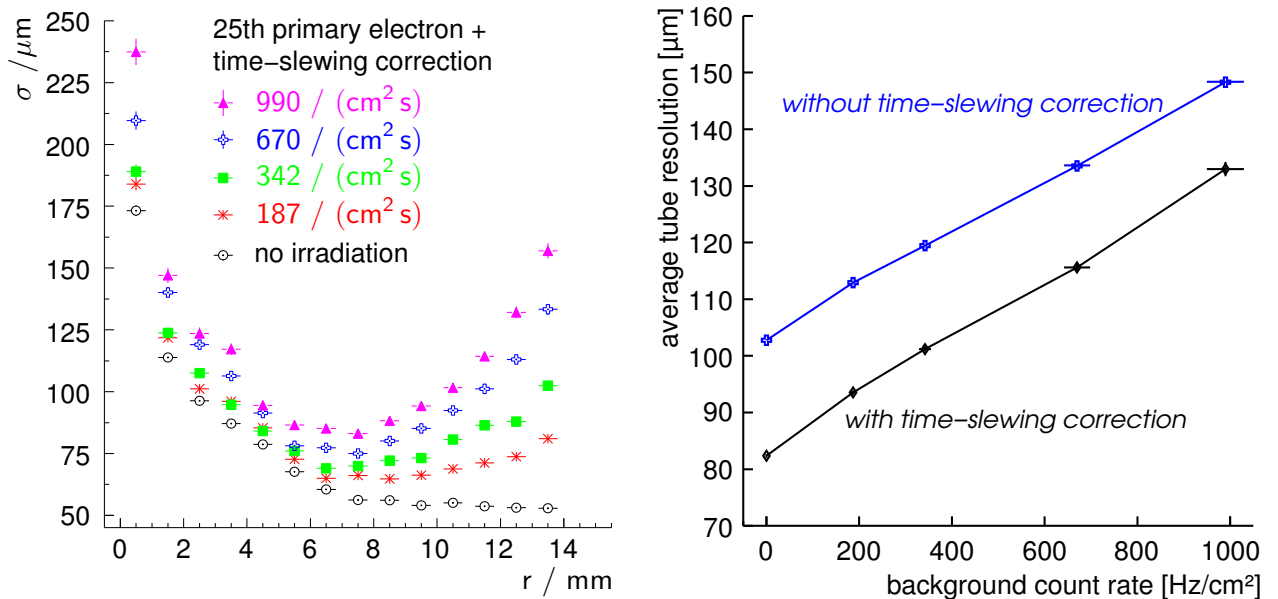 σ /μm
250
225
200
175
150
125
100
75
50
0 2 4 6 8 10 12 14
r / mm
25th primary electron +
time−slewing correction
990 / (cm² s)
670 / (cm² s)
342 / (cm² s)
187 / (cm² s)
no irradiation
average tube resolution [µm]
160
150
140
130
120
110
100
90
80
70
without time−slewing correction
with time−slewing correction
0 200 400 600 800 1000
background count rate [Hz/cm²]